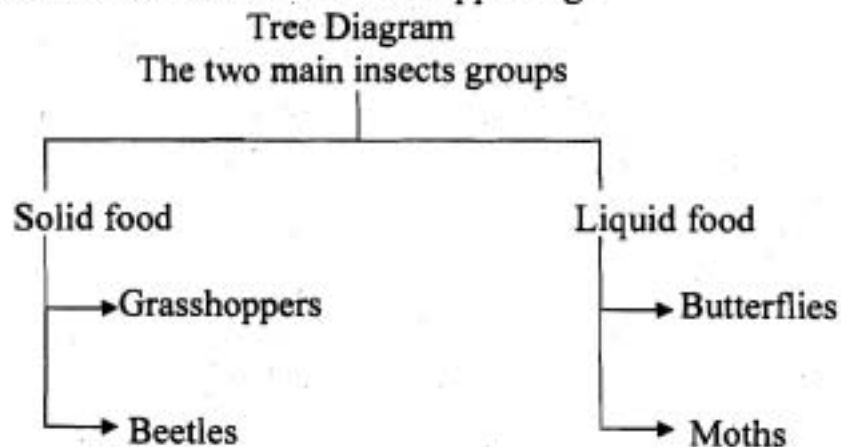 Tree Diagram
The two main insects groups
Solid food
Liquid food
Grasshoppers
Butterflies
Beetles
Moths